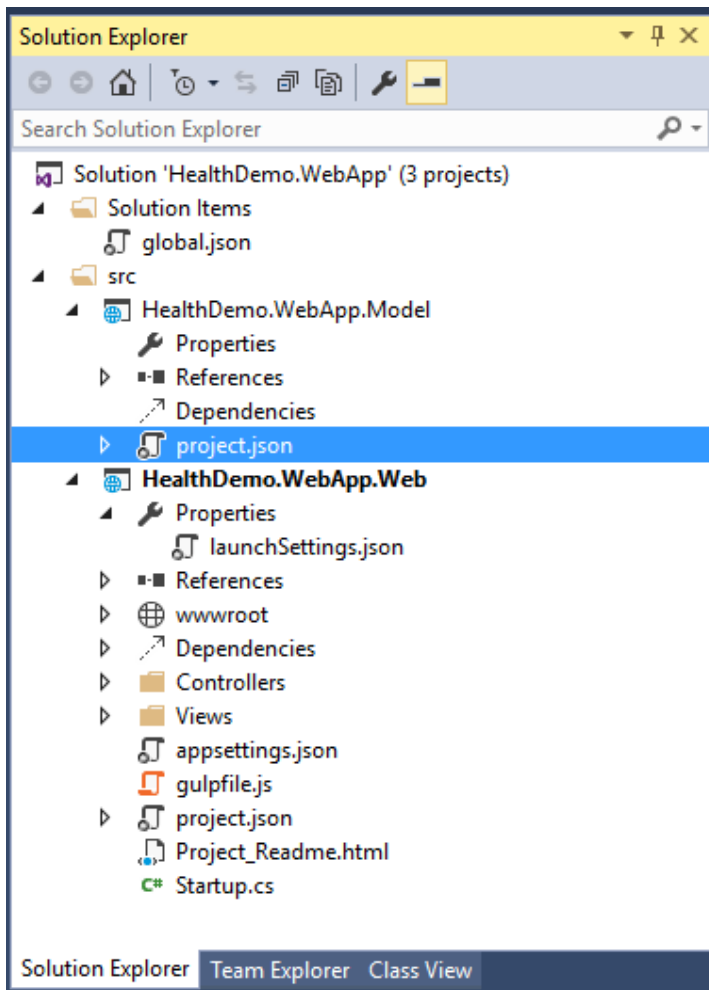 Solution Explorer
Search Solution Explorer
Solution 'HealthDemo.WebApp' (3 projects)
Solution Items
global.json
src
HealthDemo.WebApp.Model
Properties
References
Dependencies
project.json
HealthDemo.WebApp.Web
Properties
launchSettings.json
References
wwwroot
Dependencies
Controllers
Views
appsettings.json
gulpfile.js
project.json
Project_Readme.html
C# Startup.cs
Solution Explorer Team Explorer Class View